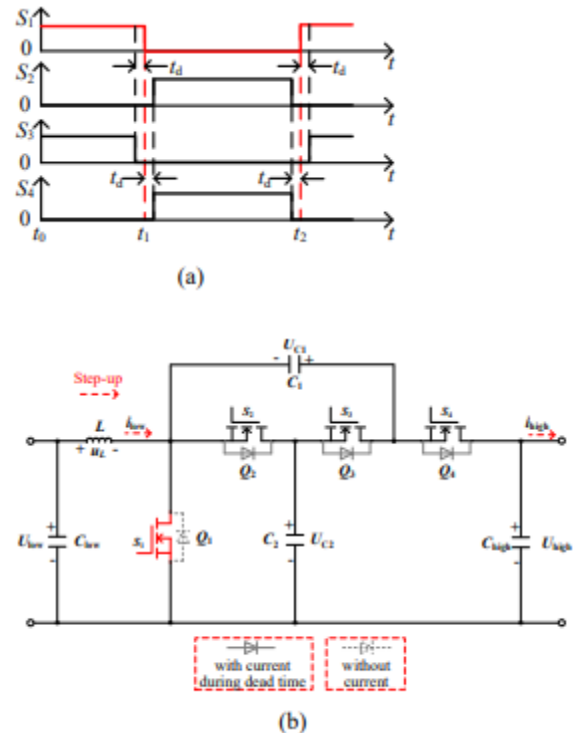 S1
0
t
td
td
S2
0
t
S3
0
t
td
td
S4
0
t0
t1
t2
t
(a)
UC1
- +
C1
Step-up
L
ilow
+ uL -
S2
S3
S4
ihigh
Q2
Q3
Q4
+
Ulow
-
Clow
S1
Q1
C2
+
UC2
-
Chigh
+
Uhigh
-
with current
during dead time
without
current
(b)